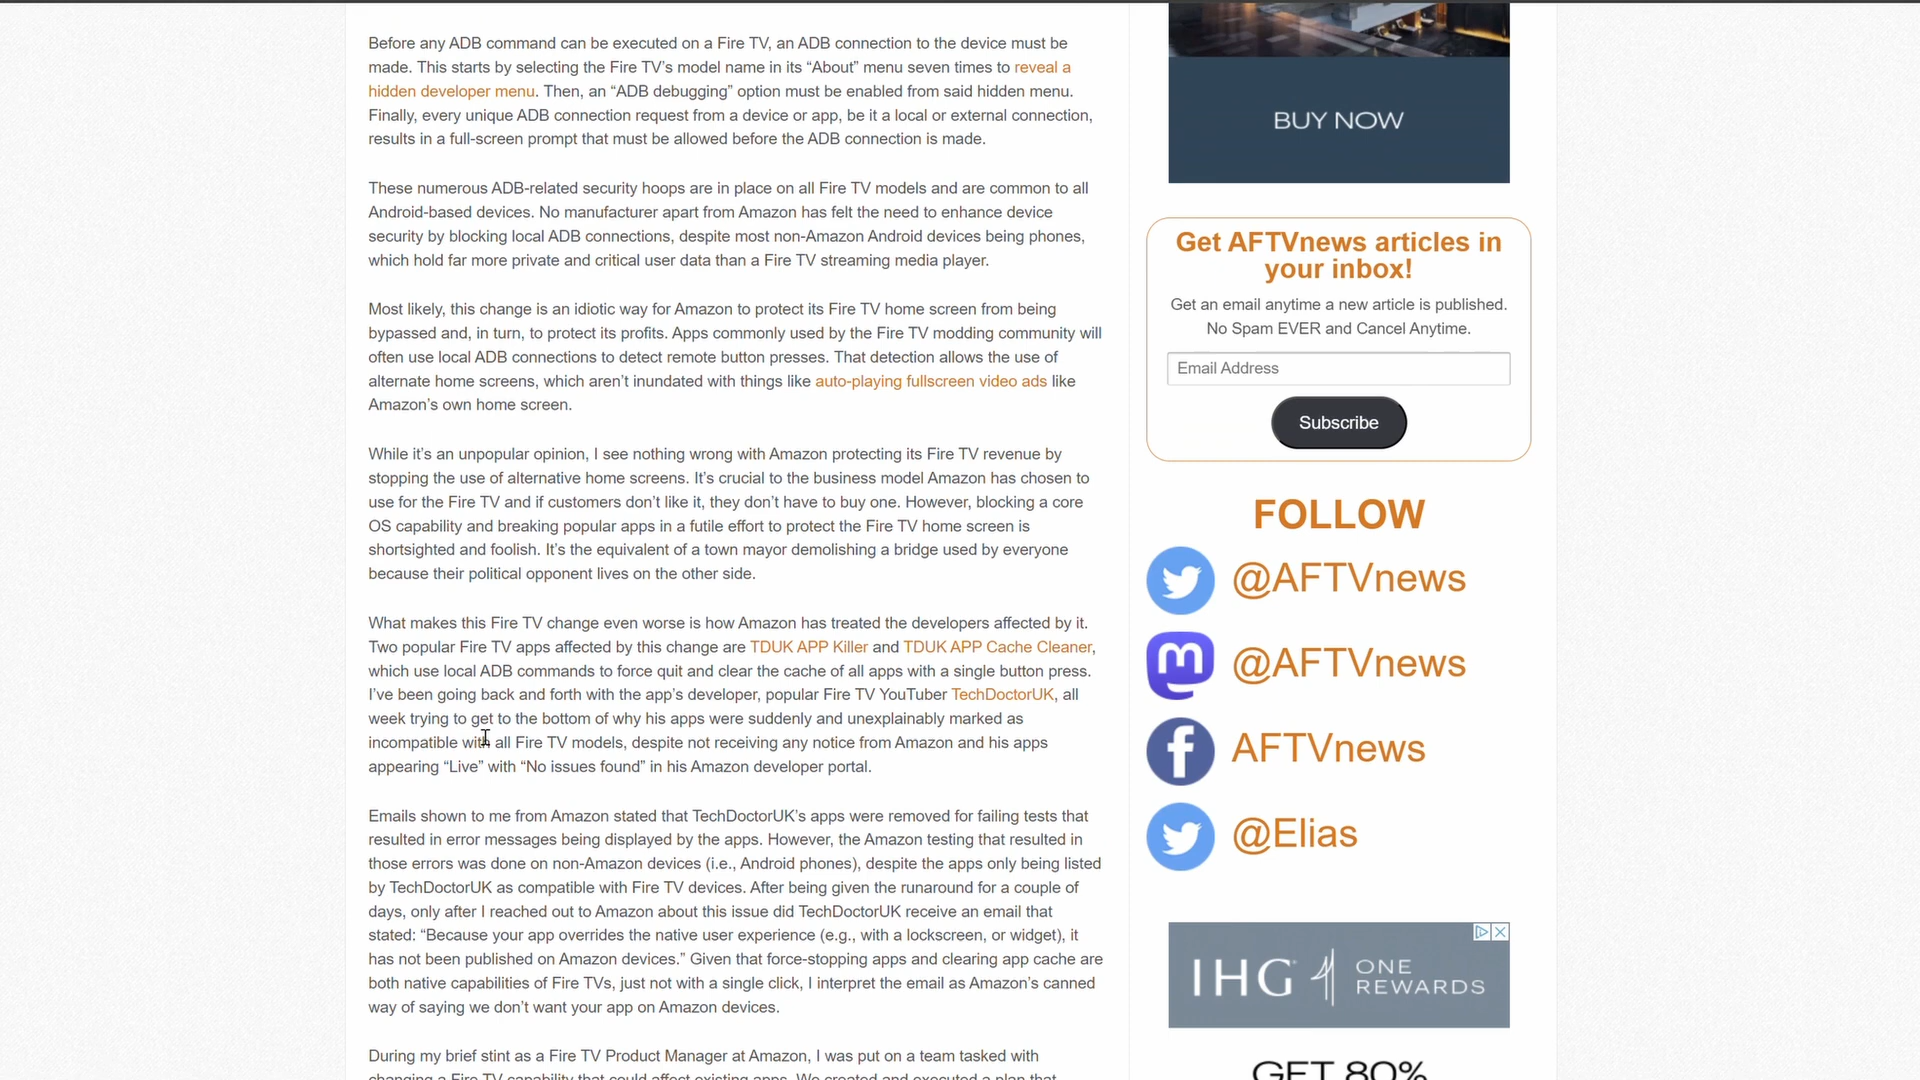 Before any ADB command can be executed on a Fire TV, an ADB connection to the device must be
made. This starts by selecting the Fire TV’s model name in its “About” menu seven times to reveal a
hidden developer menu. Then, an “ADB debugging” option must be enabled from said hidden menu.
Finally, every unique ADB connection request from a device or app, be it a local or external connection,
results in a full-screen prompt that must be allowed before the ADB connection is made.
These numerous ADB-related security hoops are in place on all Fire TV models and are common to all
Android-based devices. No manufacturer apart from Amazon has felt the need to enhance device
security by blocking local ADB connections, despite most non-Amazon Android devices being phones,
which hold far more private and critical user data than a Fire TV streaming media player.
Most likely, this change is an idiotic way for Amazon to protect its Fire TV home screen from being
bypassed and, in turn, to protect its profits. Apps commonly used by the Fire TV modding community will
often use local ADB connections to detect remote button presses. That detection allows the use of
alternate home screens, which aren’t inundated with things like auto-playing fullscreen video ads like
Amazon’s own home screen.
While it’s an unpopular opinion, I see nothing wrong with Amazon protecting its Fire TV revenue by
stopping the use of alternative home screens. It’s crucial to the business model Amazon has chosen to
use for the Fire TV and if customers don’t like it, they don’t have to buy one. However, blocking a core
OS capability and breaking popular apps in a futile effort to protect the Fire TV home screen is
shortsighted and foolish. It’s the equivalent of a town mayor demolishing a bridge used by everyone
because their political opponent lives on the other side.
What makes this Fire TV change even worse is how Amazon has treated the developers affected by it.
Two popular Fire TV apps affected by this change are TDUK APP Killer and TDUK APP Cache Cleaner,
which use local ADB commands to force quit and clear the cache of all apps with a single button press.
I’ve been going back and forth with the app’s developer, popular Fire TV YouTuber TechDoctorUK, all
week trying to get to the bottom of why his apps were suddenly and unexplainably marked as
incompatible with all Fire TV models, despite not receiving any notice from Amazon and his apps
appearing “Live” with “No issues found” in his Amazon developer portal.
Emails shown to me from Amazon stated that TechDoctorUK’s apps were removed for failing tests that
resulted in error messages being displayed by the apps. However, the Amazon testing that resulted in
those errors was done on non-Amazon devices (i.e., Android phones), despite the apps only being listed
by TechDoctorUK as compatible with Fire TV devices. After being given the runaround for a couple of
days, only after I reached out to Amazon about this issue did TechDoctorUK receive an email that
stated: “Because your app overrides the native user experience (e.g., with a lockscreen, or widget), it
has not been published on Amazon devices.” Given that force-stopping apps and clearing app cache are
both native capabilities of Fire TVs, just not with a single click, I interpret the email as Amazon’s canned
way of saying we don’t want your app on Amazon devices.
During my brief stint as a Fire TV Product Manager at Amazon, I was put on a team tasked with
changing a Fire TV capability that could affect existing apps. We created and executed a plan that
BUY NOW
Get AFTVnews articles in
your inbox!
Get an email anytime a new article is published.
No Spam EVER and Cancel Anytime.
Email Address
Subscribe
FOLLOW
@AFTVnews
@AFTVnews
AFTVnews
@Elias
IHG ONE
REWARDS
GET 80%